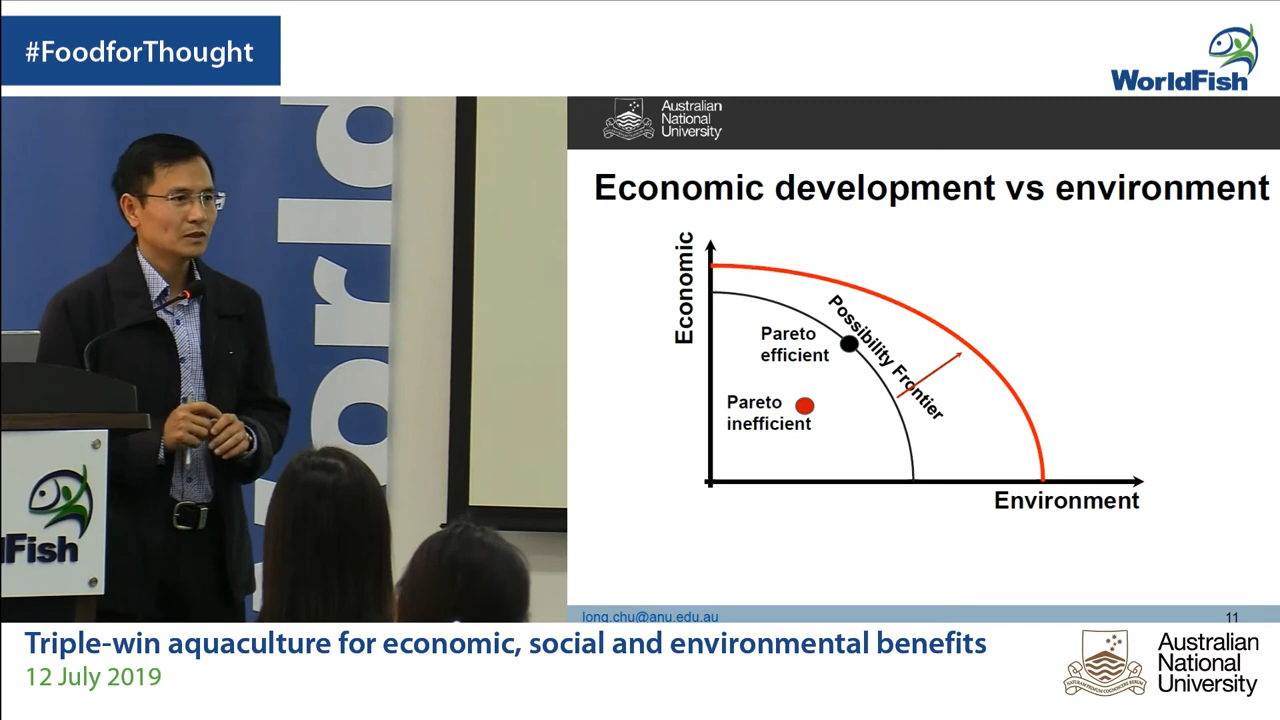 #FoodforThought
WorldFish
World
dFish
Australian
National
University
Economic development vs environment
Economic
Possibility Frontier
Pareto
efficient
Pareto
inefficient
Environment
long.chu@anu.edu.au
11
Triple-win aquaculture for economic, social and environmental benefits
12 July 2019
Australian
National
University